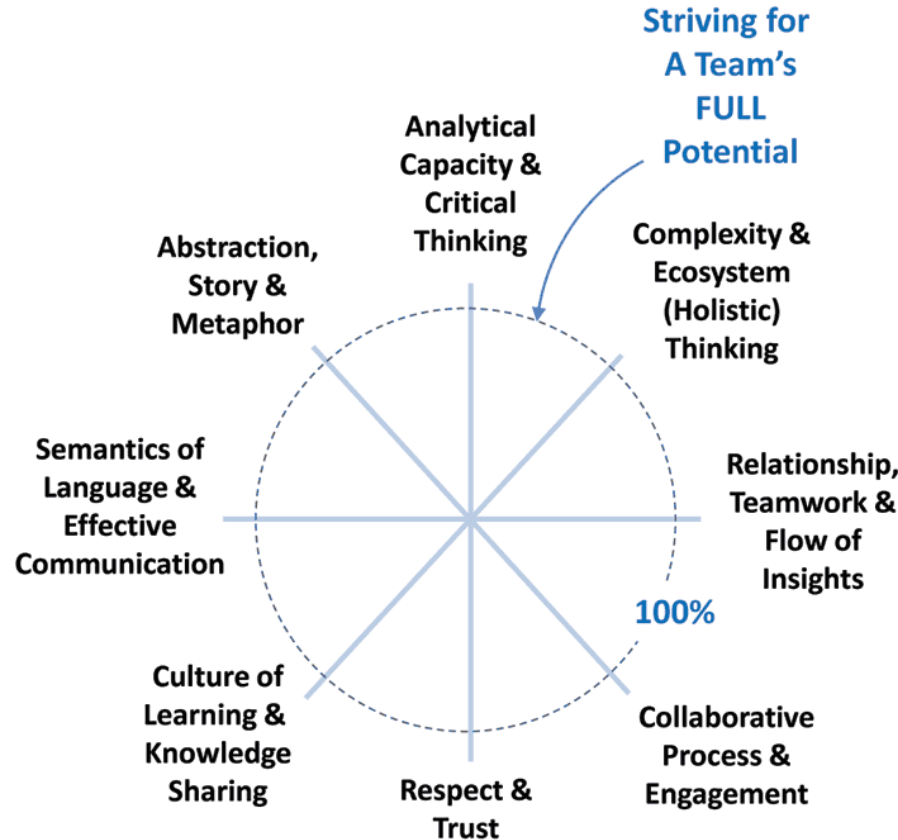 Striving for
A Team's
FULL
Potential
Analytical
Capacity &
Critical
Thinking
Complexity &
Ecosystem
(Holistic)
Thinking
Relationship,
Teamwork &
Flow of
Insights
100%
Collaborative
Process &
Engagement
Respect &
Trust
Culture of
Learning &
Knowledge
Sharing
Semantics of
Language &
Effective
Communication
Abstraction,
Story &
Metaphor